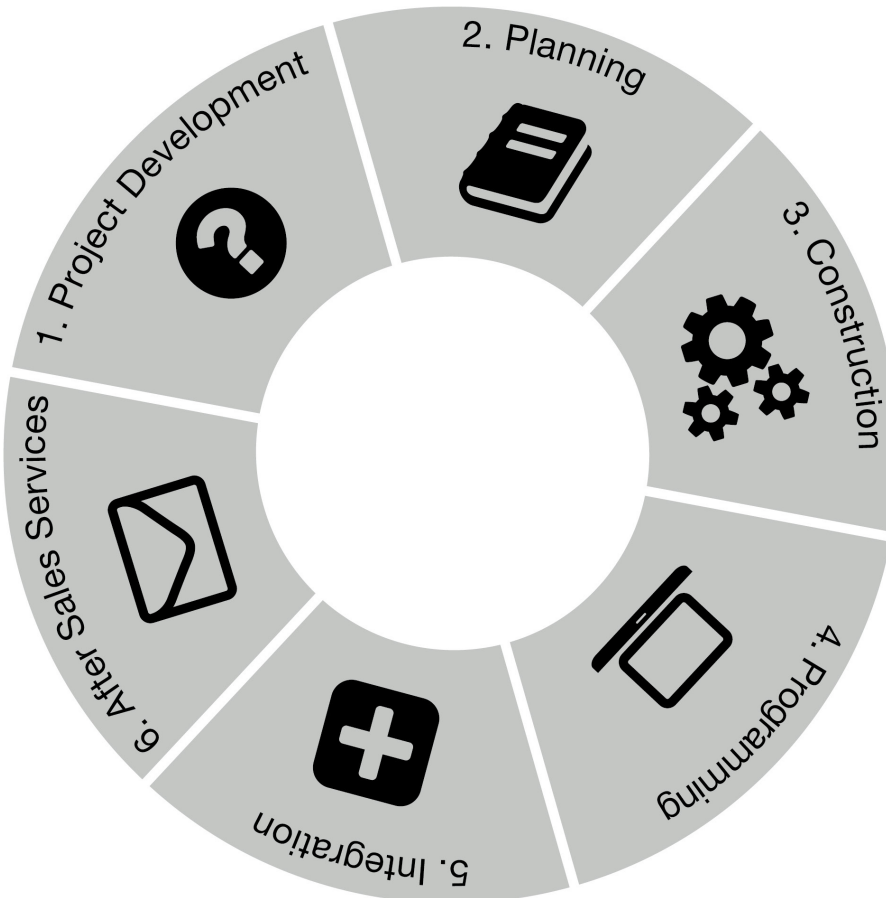 1. Project Development
2. Planning
3. Construction
4. Programming
5. Integration
6. After Sales Services